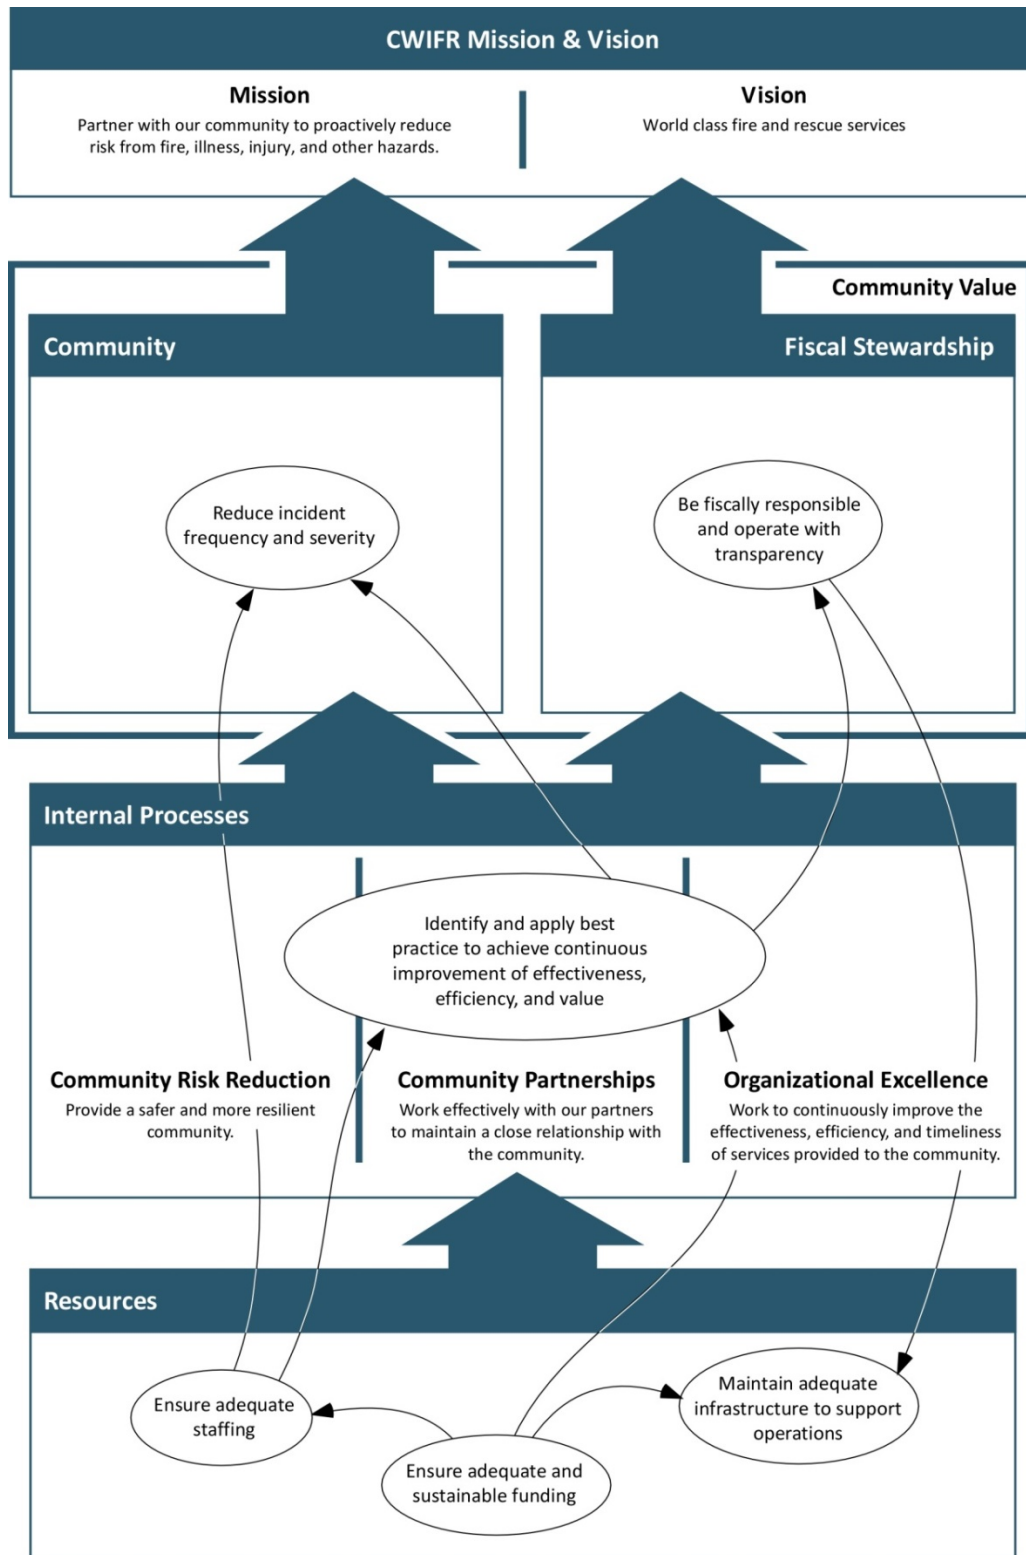 CWIFR Mission & Vision
Mission
Partner with our community to proactively reduce
risk from fire, illness, injury, and other hazards.
Vision
World class fire and rescue services
Community Value
Community
Fiscal Stewardship
Reduce incident
frequency and severity
Be fiscally responsible
and operate with
transparency
Internal Processes
Identify and apply best
practice to achieve continuous
improvement of effectiveness,
efficiency, and value
Community Risk Reduction
Provide a safer and more resilient
community.
Community Partnerships
Work effectively with our partners
to maintain a close relationship with
the community.
Organizational Excellence
Work to continuously improve the
effectiveness, efficiency, and timeliness
of services provided to the community.
Resources
Ensure adequate
staffing
Ensure adequate and
sustainable funding
Maintain adequate
infrastructure to support
operations